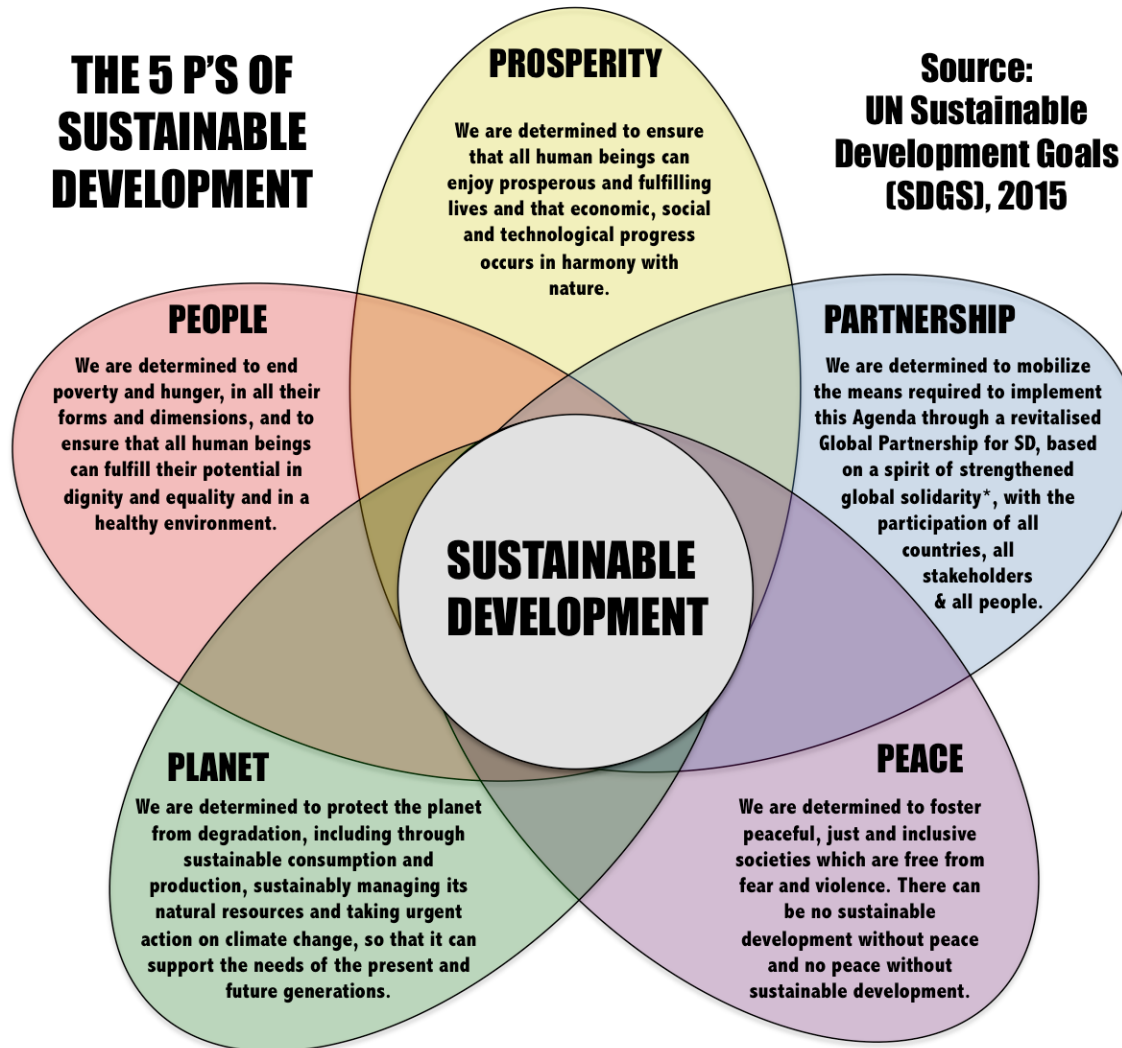 THE 5 P'S OF
SUSTAINABLE
DEVELOPMENT
PROSPERITY
We are determined to ensure
that all human beings can
enjoy prosperous and fulfilling
lives and that economic, social
and technological progress
occurs in harmony with
nature.
Source:
UN Sustainable
Development Goals
(SDGS), 2015
PEOPLE
We are determined to end
poverty and hunger, in all their
forms and dimensions, and to
ensure that all human beings
can fulfill their potential in
dignity and equality and in a
healthy environment.
PARTNERSHIP
We are determined to mobilize
the means required to implement
this Agenda through a revitalised
Global Partnership for SD, based
on a spirit of strengthened
global solidarity*, with the
participation of all
countries, all
stakeholders
& all people.
SUSTAINABLE
DEVELOPMENT
PLANET
We are determined to protect the planet
from degradation, including through
sustainable consumption and
production, sustainably managing its
natural resources and taking urgent
action on climate change, so that it can
support the needs of the present and
future generations.
PEACE
We are determined to foster
peaceful, just and inclusive
societies which are free from
fear and violence. There can
be no sustainable
development without peace
and no peace without
sustainable development.